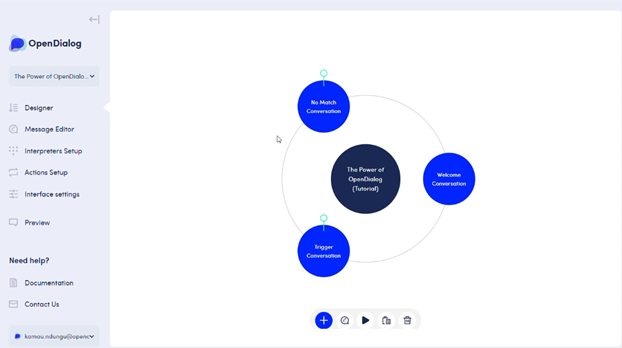 OpenDialog
The Power of OpenDialo...
Designer
Message Editor
Interpreters Setup
Actions Setup
Interface settings
Preview
Need help?
Documentation
Contact Us
kamau.ndungu@openc
No Match
Conversation
The Power of
OpenDialog
(Tutorial)
Welcome
Conversation
Trigger
Conversation